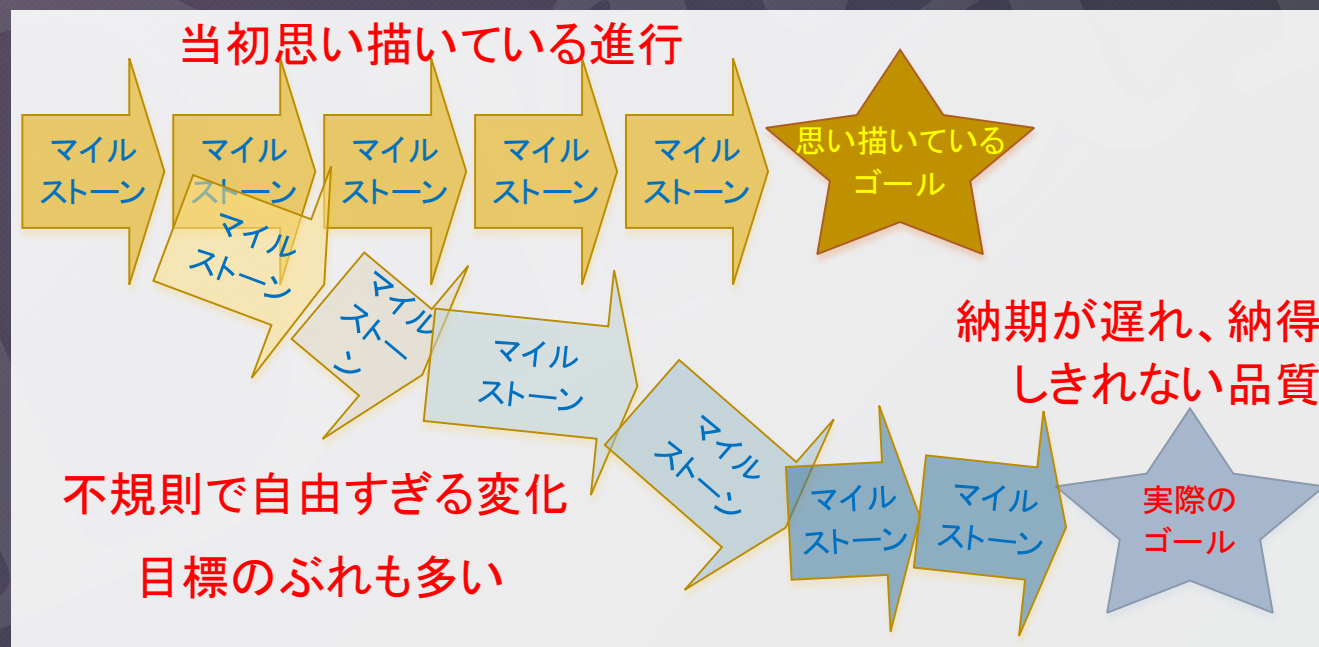 当初思い描いている進行
マイル
ストーン
マイル
ストーン
マイル
ストーン
マイル
ストーン
マイル
ストーン
思い描いている
ゴール
マイル
ストーン
マイル
ストー
ン
マイル
ストーン
マイル
ストーン
マイル
ストーン
マイル
ストーン
納期が遅れ、納得
しきれない品質
実際の
ゴール
不規則で自由すぎる変化
目標のぶれも多い